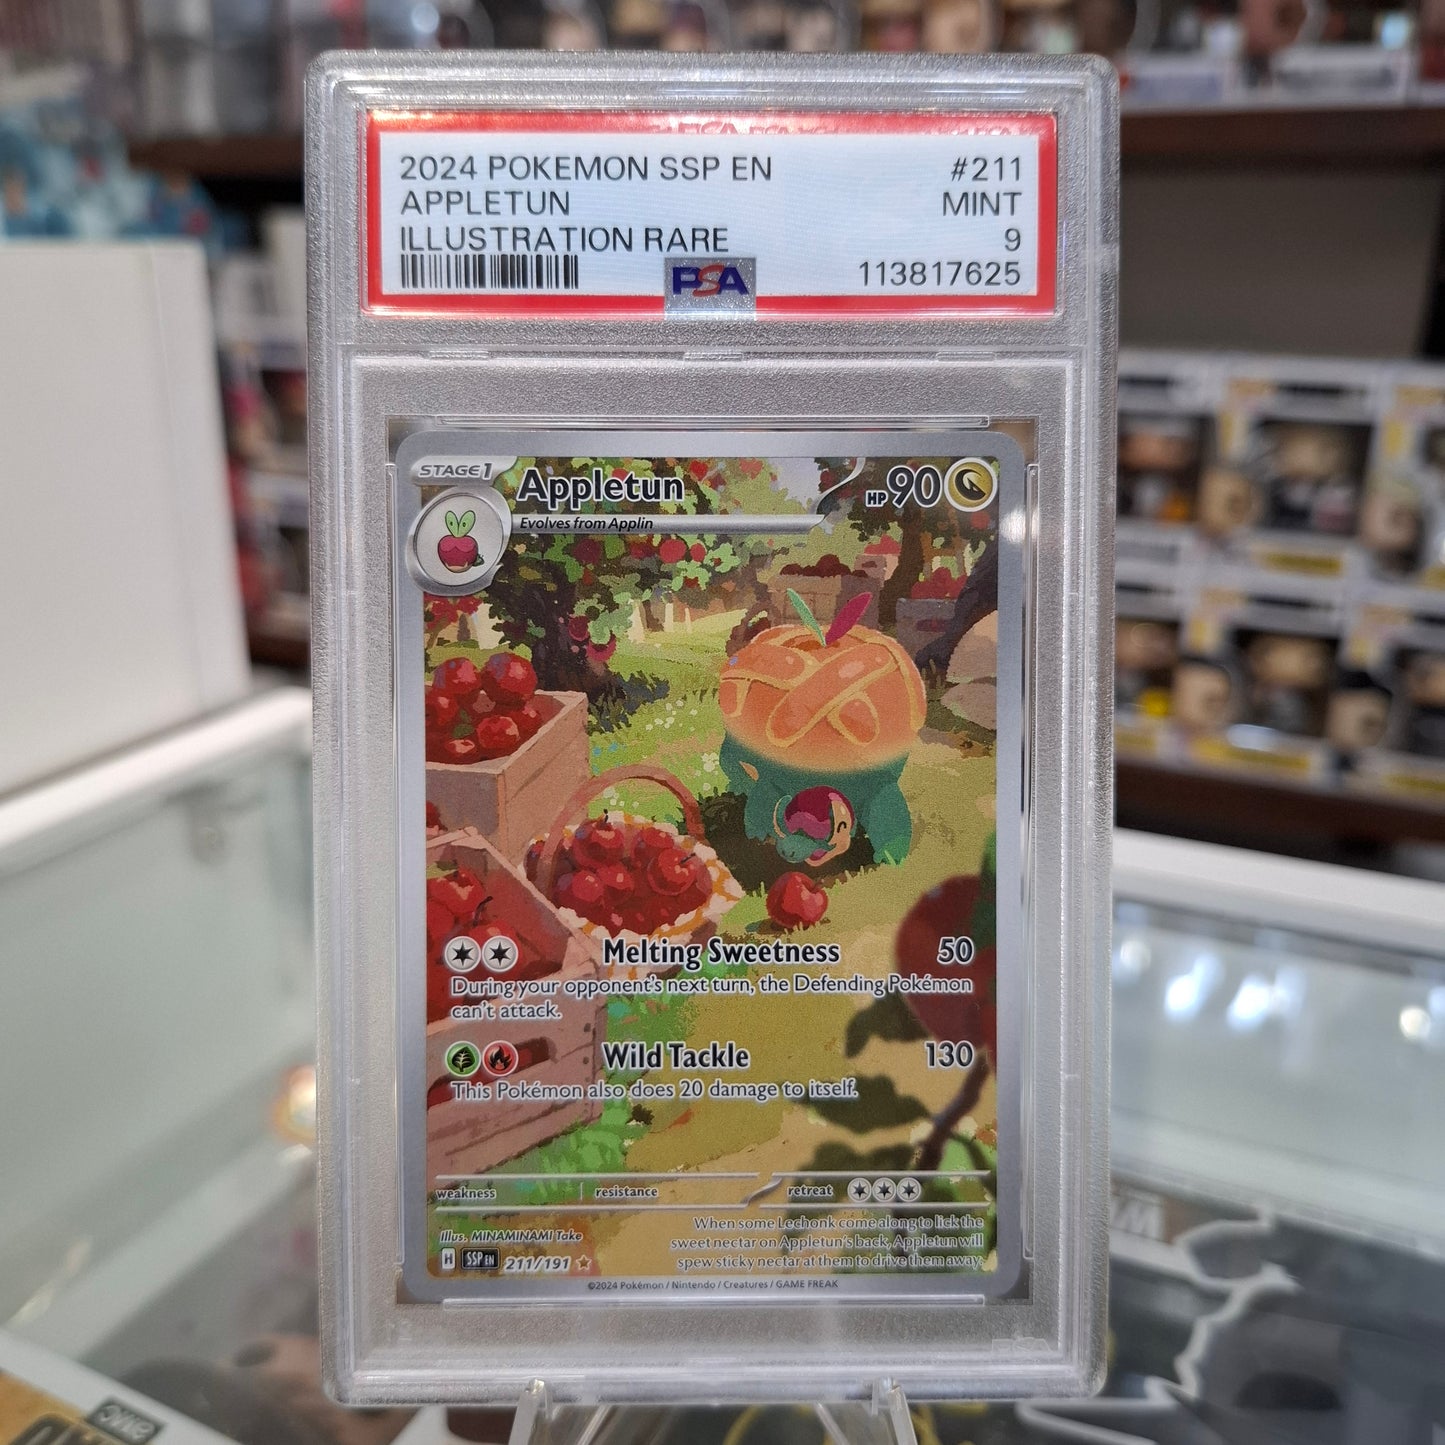 2024 POKEMON SSP EN #211
APPLETUN MINT
ILLUSTRATION RARE 9
PSA 113817625
STAGE 1
Appletun HP 90
Evolves from Applin
Melting Sweetness 50
During your opponent's next turn, the Defending Pokémon
can't attack.
Wild Tackle 130
This Pokémon also does 20 damage to itself.
weakness resistance retreat
Illus. MINAMINAMI Take
When some Lechonk come along to lick the
sweet nectar on Appletun's back, Appletun will
spew sticky nectar at them to drive them away.
H SSP EN 211/191
©2024 Pokémon / Nintendo / Creatures / GAME FREAK